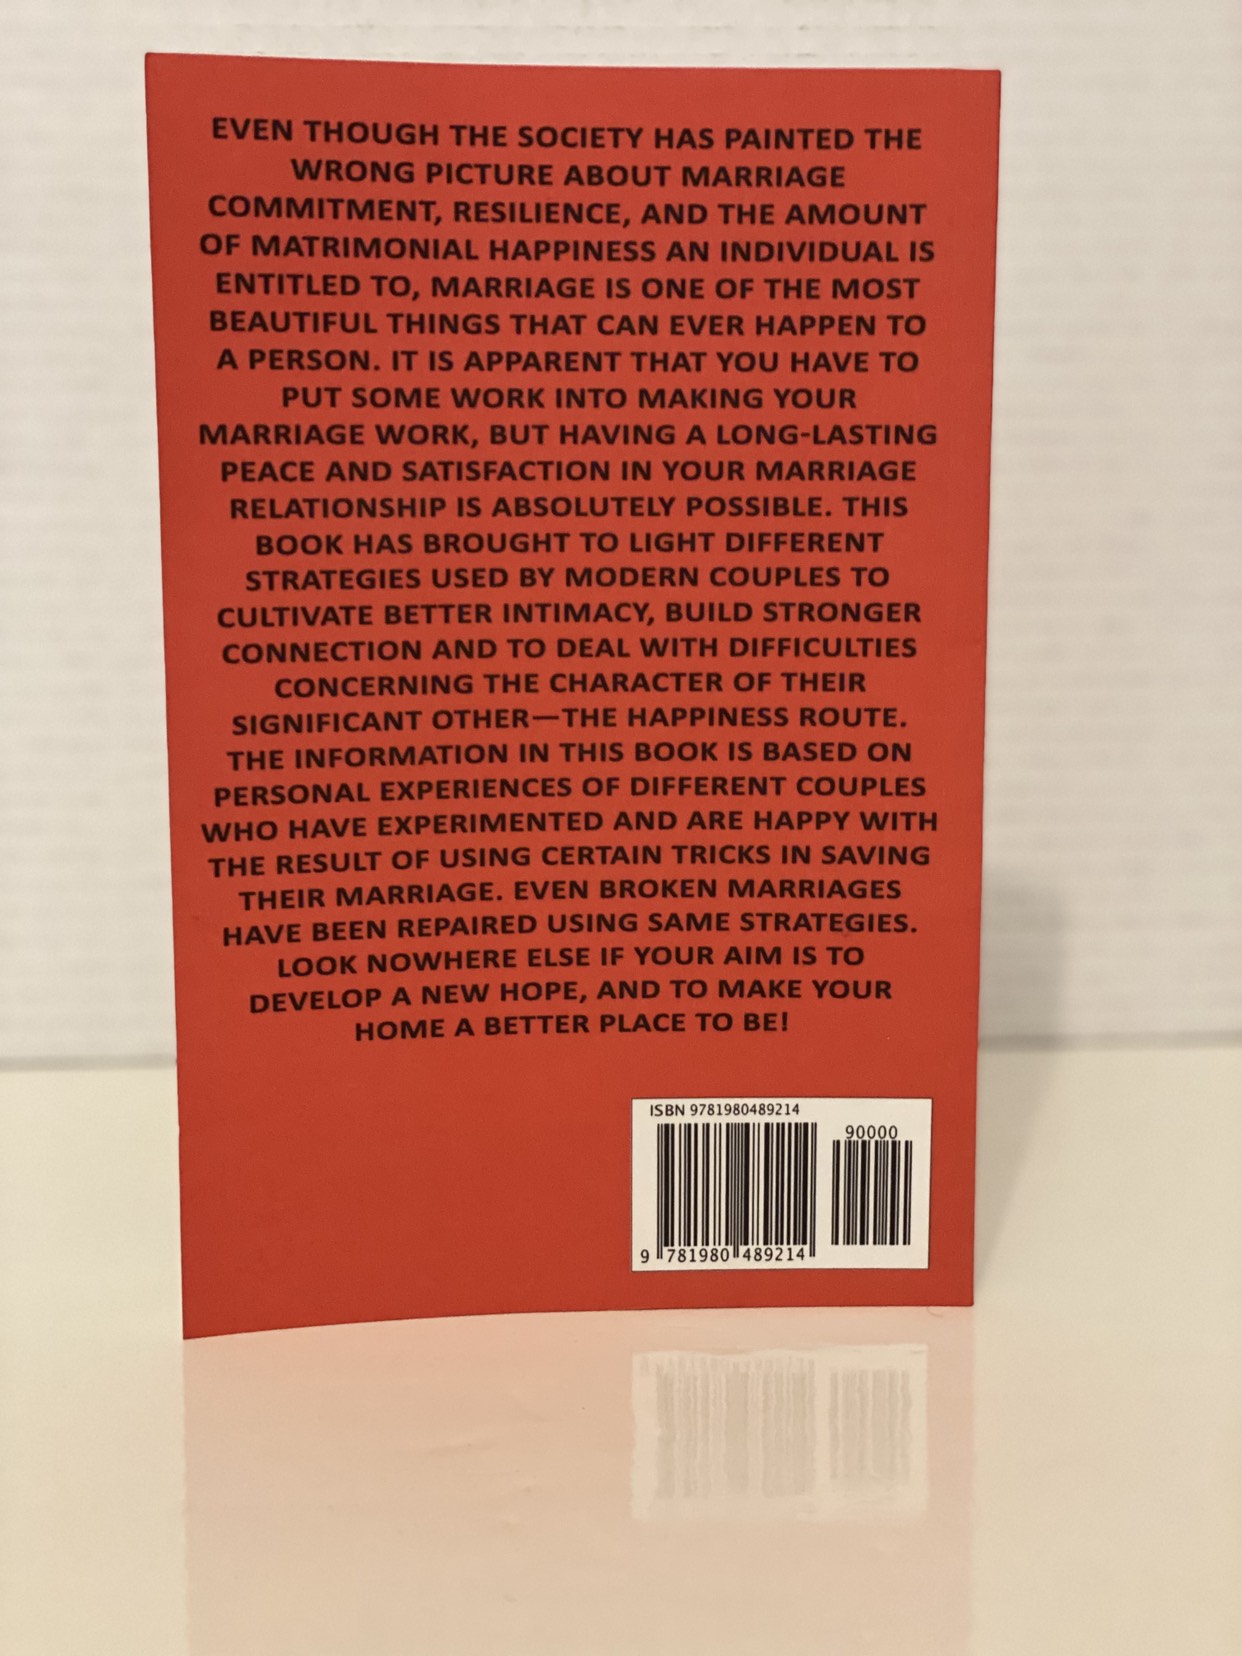 EVEN THOUGH THE SOCIETY HAS PAINTED THE
WRONG PICTURE ABOUT MARRIAGE
COMMITMENT, RESILIENCE, AND THE AMOUNT
OF MATRIMONIAL HAPPINESS AN INDIVIDUAL IS
ENTITLED TO, MARRIAGE IS ONE OF THE MOST
BEAUTIFUL THINGS THAT CAN EVER HAPPEN TO
A PERSON. IT IS APPARENT THAT YOU HAVE TO
PUT SOME WORK INTO MAKING YOUR
MARRIAGE WORK, BUT HAVING A LONG-LASTING
PEACE AND SATISFACTION IN YOUR MARRIAGE
RELATIONSHIP IS ABSOLUTELY POSSIBLE. THIS
BOOK HAS BROUGHT TO LIGHT DIFFERENT
STRATEGIES USED BY MODERN COUPLES TO
CULTIVATE BETTER INTIMACY, BUILD STRONGER
CONNECTION AND TO DEAL WITH DIFFICULTIES
CONCERNING THE CHARACTER OF THEIR
SIGNIFICANT OTHER—THE HAPPINESS ROUTE.
THE INFORMATION IN THIS BOOK IS BASED ON
PERSONAL EXPERIENCES OF DIFFERENT COUPLES
WHO HAVE EXPERIMENTED AND ARE HAPPY WITH
THE RESULT OF USING CERTAIN TRICKS IN SAVING
THEIR MARRIAGE. EVEN BROKEN MARRIAGES
HAVE BEEN REPAIRED USING SAME STRATEGIES.
LOOK NOWHERE ELSE IF YOUR AIM IS TO
DEVELOP A NEW HOPE, AND TO MAKE YOUR
HOME A BETTER PLACE TO BE!
ISBN 9781980489214
90000
9 781980 489214